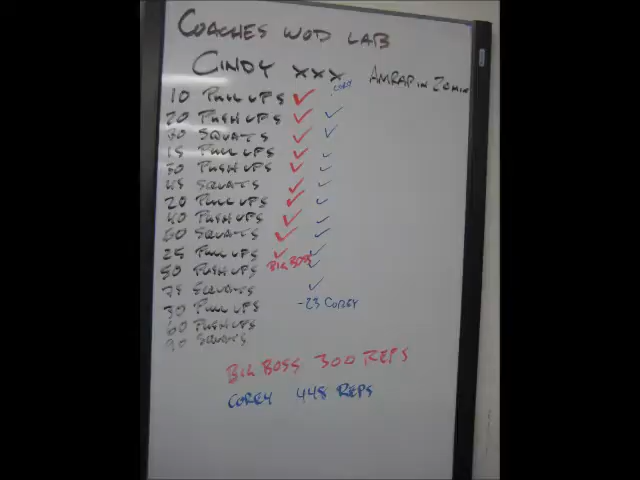 COACHES WOD LAB
CINDY XXX AMRAP IN 20 MIN
COREY
10 PULL UPS ✓
20 PUSH UPS ✓ ✓
30 SQUATS ✓ ✓
15 PULL UPS ✓ ✓
30 PUSH UPS ✓ ✓
45 SQUATS ✓ ✓
20 PULL UPS ✓ ✓
40 PUSH UPS ✓ ✓
60 SQUATS ✓ ✓
25 PULL UPS ✓ ✓
50 PUSH UPS BIG BOSS ✓
75 SQUATS ✓
30 PULL UPS -23 COREY
60 PUSH UPS
90 SQUATS
BIG BOSS 300 REPS
COREY 448 REPS